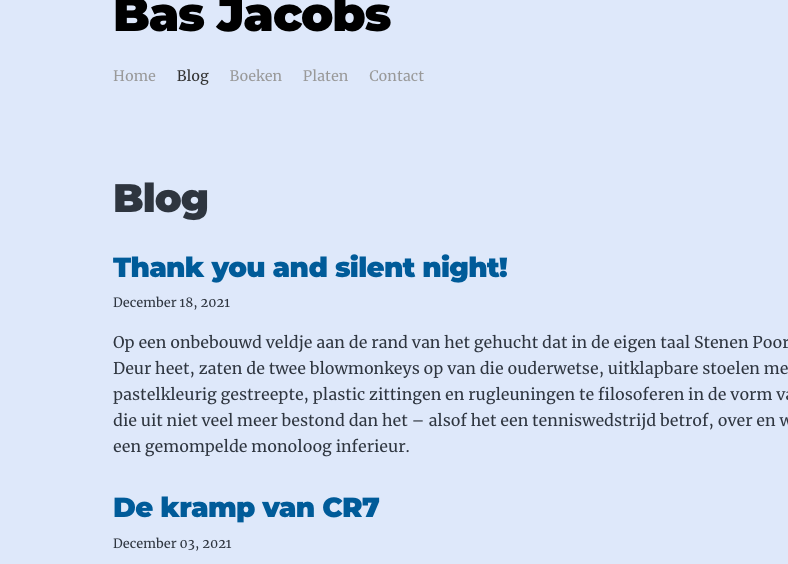 Bas Jacobs
Home Blog Boeken Platen Contact
Blog
Thank you and silent night!
December 18, 2021
Op een onbebouwd veldje aan de rand van het gehucht dat in de eigen taal Stenen Poor
Deur heet, zaten de twee blowmonkeys op van die ouderwetse, uitklapbare stoelen me
pastelkleurig gestreepte, plastic zittingen en rugleuningen te filosoferen in de vorm va
die uit niet veel meer bestond dan het – alsof het een tenniswedstrijd betrof, over en w
een gemompelde monoloog inferieur.
De kramp van CR7
December 03, 2021